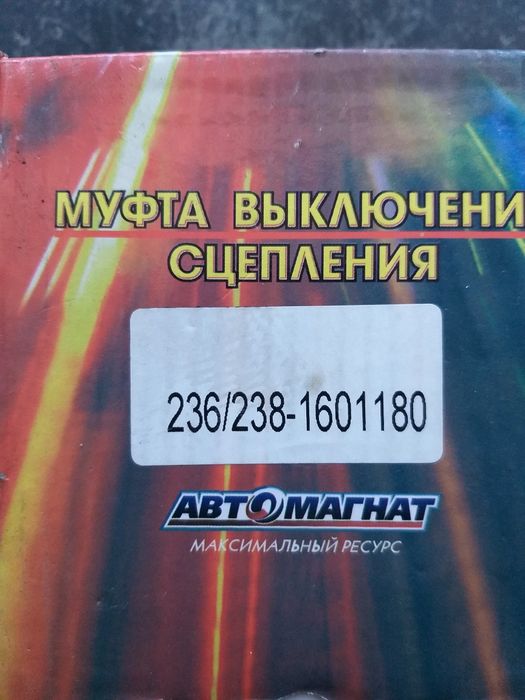 МУФТА ВЫКЛЮЧЕНИ
СЦЕПЛЕНИЯ
236/238-1601180
АВТОМАГНАТ
МАКСИМАЛЬНЫЙ РЕСУРС